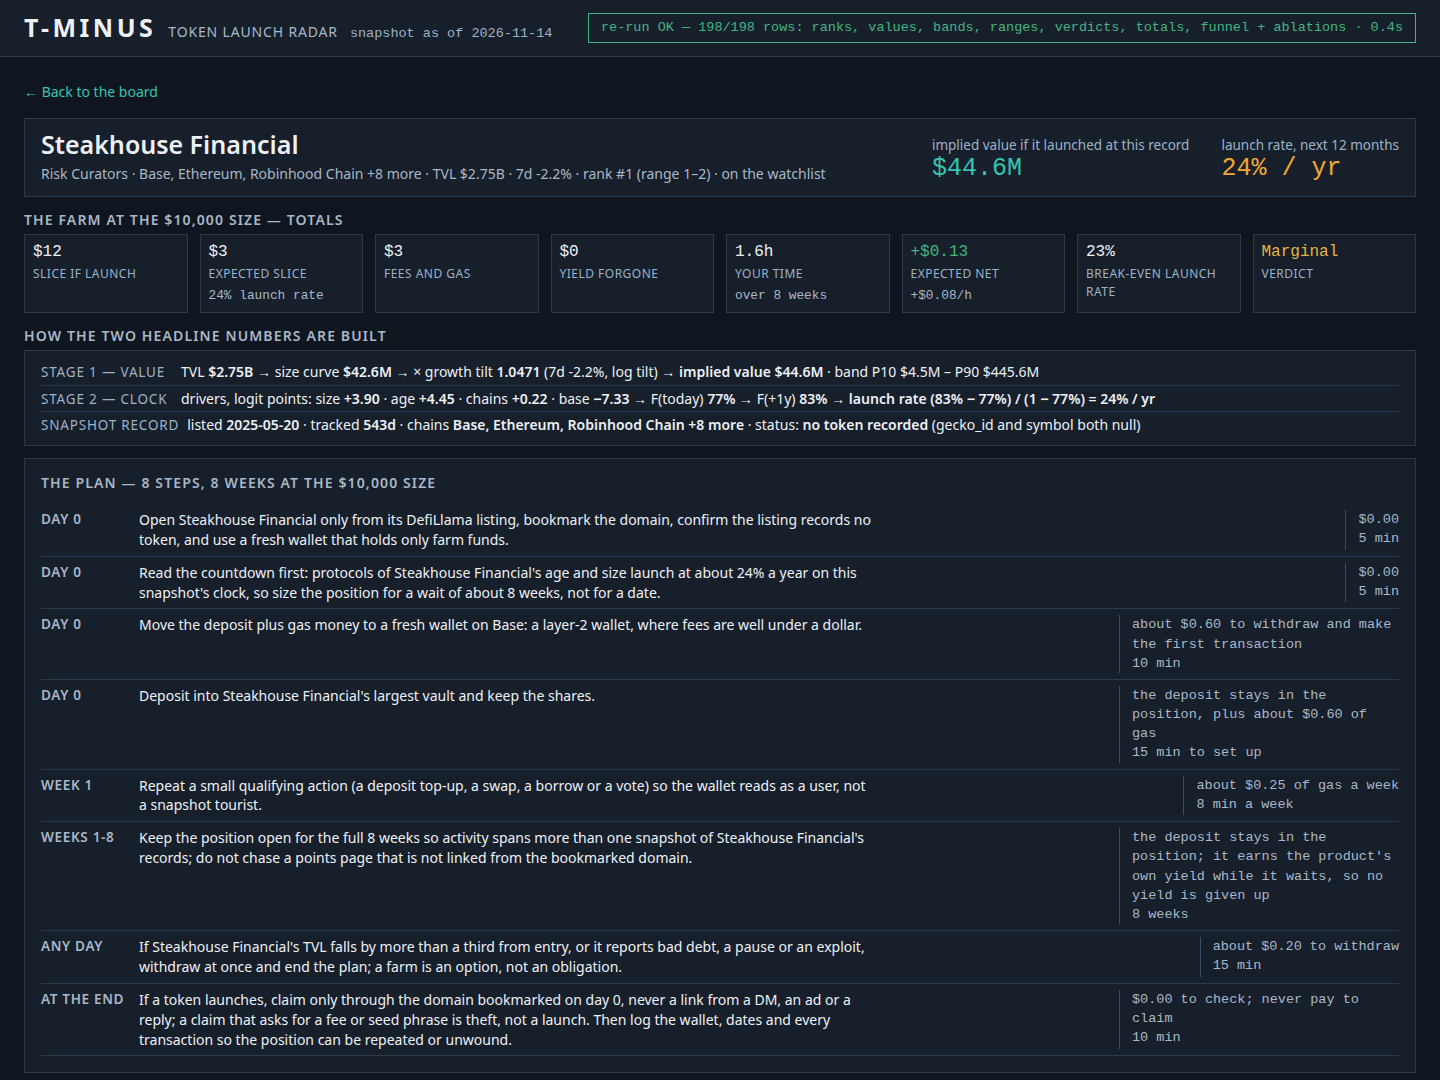 T-MINUS TOKEN LAUNCH RADAR snapshot as of 2026-11-14
re-run OK — 198/198 rows: ranks, values, bands, ranges, verdicts, totals, funnel + ablations · 0.4s
← Back to the board
Steakhouse Financial
Risk Curators · Base, Ethereum, Robinhood Chain +8 more · TVL $2.75B · 7d -2.2% · rank #1 (range 1–2) · on the watchlist
implied value if it launched at this record
$44.6M
launch rate, next 12 months
24% / yr
THE FARM AT THE $10,000 SIZE — TOTALS
$12
SLICE IF LAUNCH
$3
EXPECTED SLICE
24% launch rate
$3
FEES AND GAS
$0
YIELD FORGONE
1.6h
YOUR TIME
over 8 weeks
+$0.13
EXPECTED NET
+$0.08/h
23%
BREAK-EVEN LAUNCH
RATE
Marginal
VERDICT
HOW THE TWO HEADLINE NUMBERS ARE BUILT
STAGE 1 — VALUE TVL $2.75B → size curve $42.6M → × growth tilt 1.0471 (7d -2.2%, log tilt) → implied value $44.6M · band P10 $4.5M – P90 $445.6M
STAGE 2 — CLOCK drivers, logit points: size +3.90 · age +4.45 · chains +0.22 · base −7.33 → F(today) 77% → F(+1y) 83% → launch rate (83% − 77%) / (1 − 77%) = 24% / yr
SNAPSHOT RECORD listed 2025-05-20 · tracked 543d · chains Base, Ethereum, Robinhood Chain +8 more · status: no token recorded (gecko_id and symbol both null)
THE PLAN — 8 STEPS, 8 WEEKS AT THE $10,000 SIZE
DAY 0
Open Steakhouse Financial only from its DefiLlama listing, bookmark the domain, confirm the listing records no
token, and use a fresh wallet that holds only farm funds.
$0.00
5 min
DAY 0
Read the countdown first: protocols of Steakhouse Financial's age and size launch at about 24% a year on this
snapshot's clock, so size the position for a wait of about 8 weeks, not for a date.
$0.00
5 min
DAY 0
Move the deposit plus gas money to a fresh wallet on Base: a layer-2 wallet, where fees are well under a dollar.
about $0.60 to withdraw and make
the first transaction
10 min
DAY 0
Deposit into Steakhouse Financial's largest vault and keep the shares.
the deposit stays in the
position, plus about $0.60 of
gas
15 min to set up
WEEK 1
Repeat a small qualifying action (a deposit top-up, a swap, a borrow or a vote) so the wallet reads as a user, not
a snapshot tourist.
about $0.25 of gas a week
8 min a week
WEEKS 1-8
Keep the position open for the full 8 weeks so activity spans more than one snapshot of Steakhouse Financial's
records; do not chase a points page that is not linked from the bookmarked domain.
the deposit stays in the
position; it earns the product's
own yield while it waits, so no
yield is given up
8 weeks
ANY DAY
If Steakhouse Financial's TVL falls by more than a third from entry, or it reports bad debt, a pause or an exploit,
withdraw at once and end the plan; a farm is an option, not an obligation.
about $0.20 to withdraw
15 min
AT THE END
If a token launches, claim only through the domain bookmarked on day 0, never a link from a DM, an ad or a
reply; a claim that asks for a fee or seed phrase is theft, not a launch. Then log the wallet, dates and every
transaction so the position can be repeated or unwound.
$0.00 to check; never pay to
claim
10 min